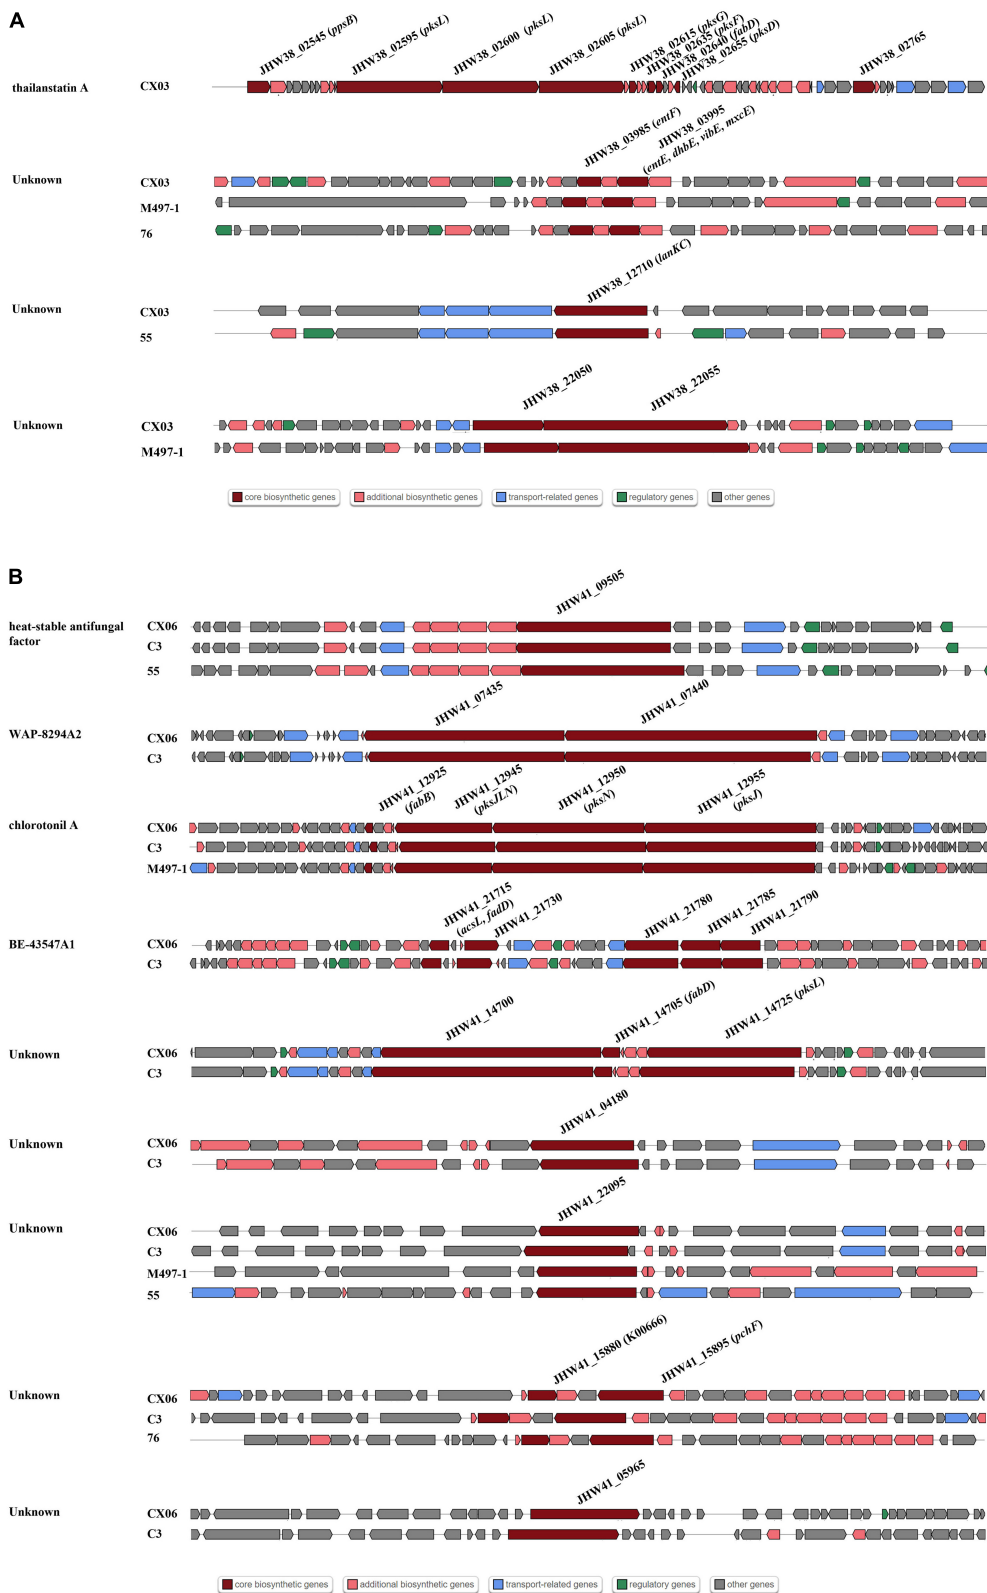 A
JHW38_02545 (ppsB)
JHW38_02595 (pksL)
JHW38_02600 (pksL)
JHW38_02605 (pksL)
JHW38_02615 (pksG)
JHW38_02635 (pksF)
JHW38_02640 (fabD)
JHW38_02655 (pksD)
JHW38_02765
thailanstatin A CX03
JHW38_03985 (entF)
JHW38_03995
(entE, dhbE, vibE, mxcE)
Unknown CX03
M497-1
76
JHW38_12710 (lanKC)
Unknown CX03
55
JHW38_22050
JHW38_22055
Unknown CX03
M497-1
core biosynthetic genes additional biosynthetic genes transport-related genes regulatory genes other genes
B
JHW41_09505
heat-stable antifungal CX06
factor C3
55
JHW41_07435
JHW41_07440
WAP-8294A2 CX06
C3
JHW41_12925
(fabB)
JHW41_12945
(pksJLN)
JHW41_12950
(pksN)
JHW41_12955
(pksJ)
chlorotonil A CX06
C3
M497-1
JHW41_21715
(acsL, fadD)
JHW41_21730
JHW41_21780
JHW41_21785
JHW41_21790
BE-43547A1 CX06
C3
JHW41_14700
JHW41_14705 (fabD)
JHW41_14725 (pksL)
Unknown CX06
C3
JHW41_04180
Unknown CX06
C3
JHW41_22095
Unknown CX06
C3
M497-1
55
JHW41_15880 (K00666)
JHW41_15895 (pchF)
Unknown CX06
C3
76
JHW41_05965
Unknown CX06
C3
core biosynthetic genes additional biosynthetic genes transport-related genes regulatory genes other genes